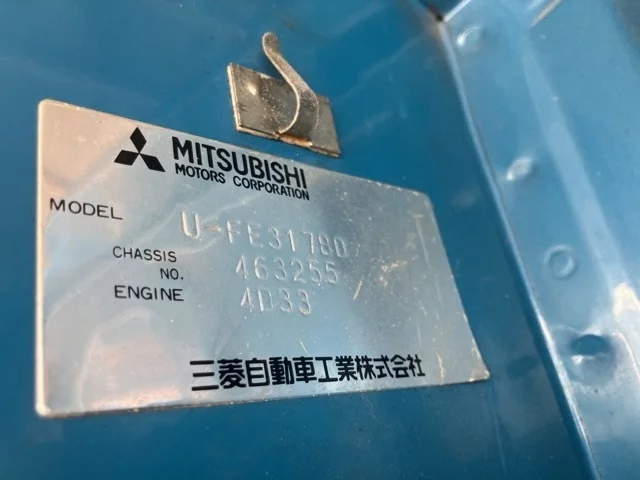 MITSUBISHI
MOTORS CORPORATION
MODEL U-FE317BD
CHASSIS NO. 463255
ENGINE 4D33
三菱自動車工業株式会社